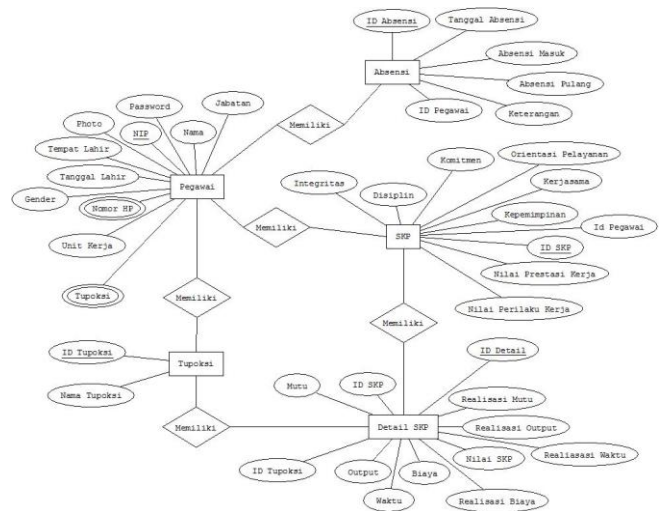 ID Absensi
Tanggal Absensi
Absensi Masuk
Absensi
Absensi Pulang
ID Pegawai
Keterangan
Memiliki
Password
Jabatan
Photo
NIP
Nama
Tempat Lahir
Tanggal Lahir
Pegawai
Gender
Nomor HP
Unit Kerja
Tupoksi
Komitmen
Orientasi Pelayanan
Integritas
Disiplin
Kerjasama
Kepemimpinan
Id Pegawai
Memiliki
SKP
ID SKP
Nilai Prestasi Kerja
Nilai Perilaku Kerja
Memiliki
Memiliki
ID Tupoksi
Tupoksi
Nama Tupoksi
Memiliki
ID Detail
Mutu
ID SKP
Realisasi Mutu
Detail SKP
Realisasi Output
Realiasasi Waktu
Nilai SKP
ID Tupoksi
Output
Biaya
Waktu
Realisasi Biaya